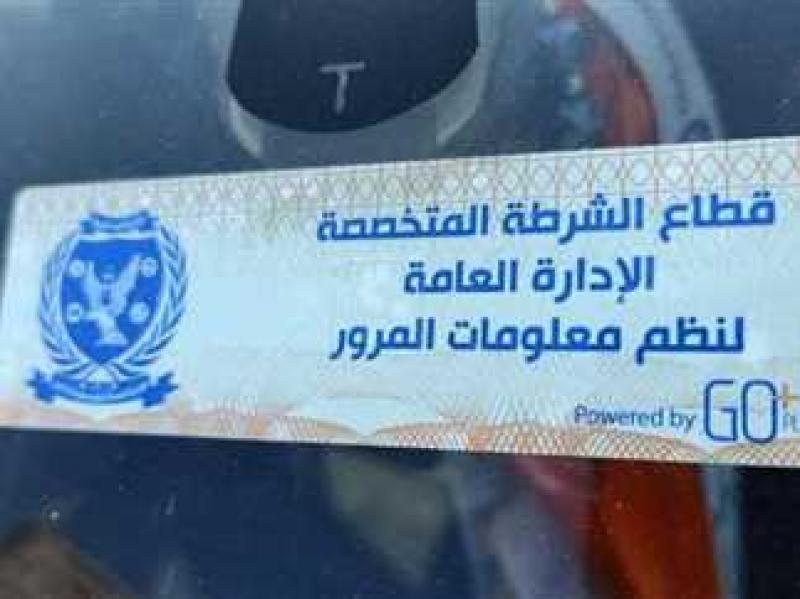 T
قطاع الشرطة المتخصصة
الإدارة العامة
لنظم معلومات المرور
Powered by GO+